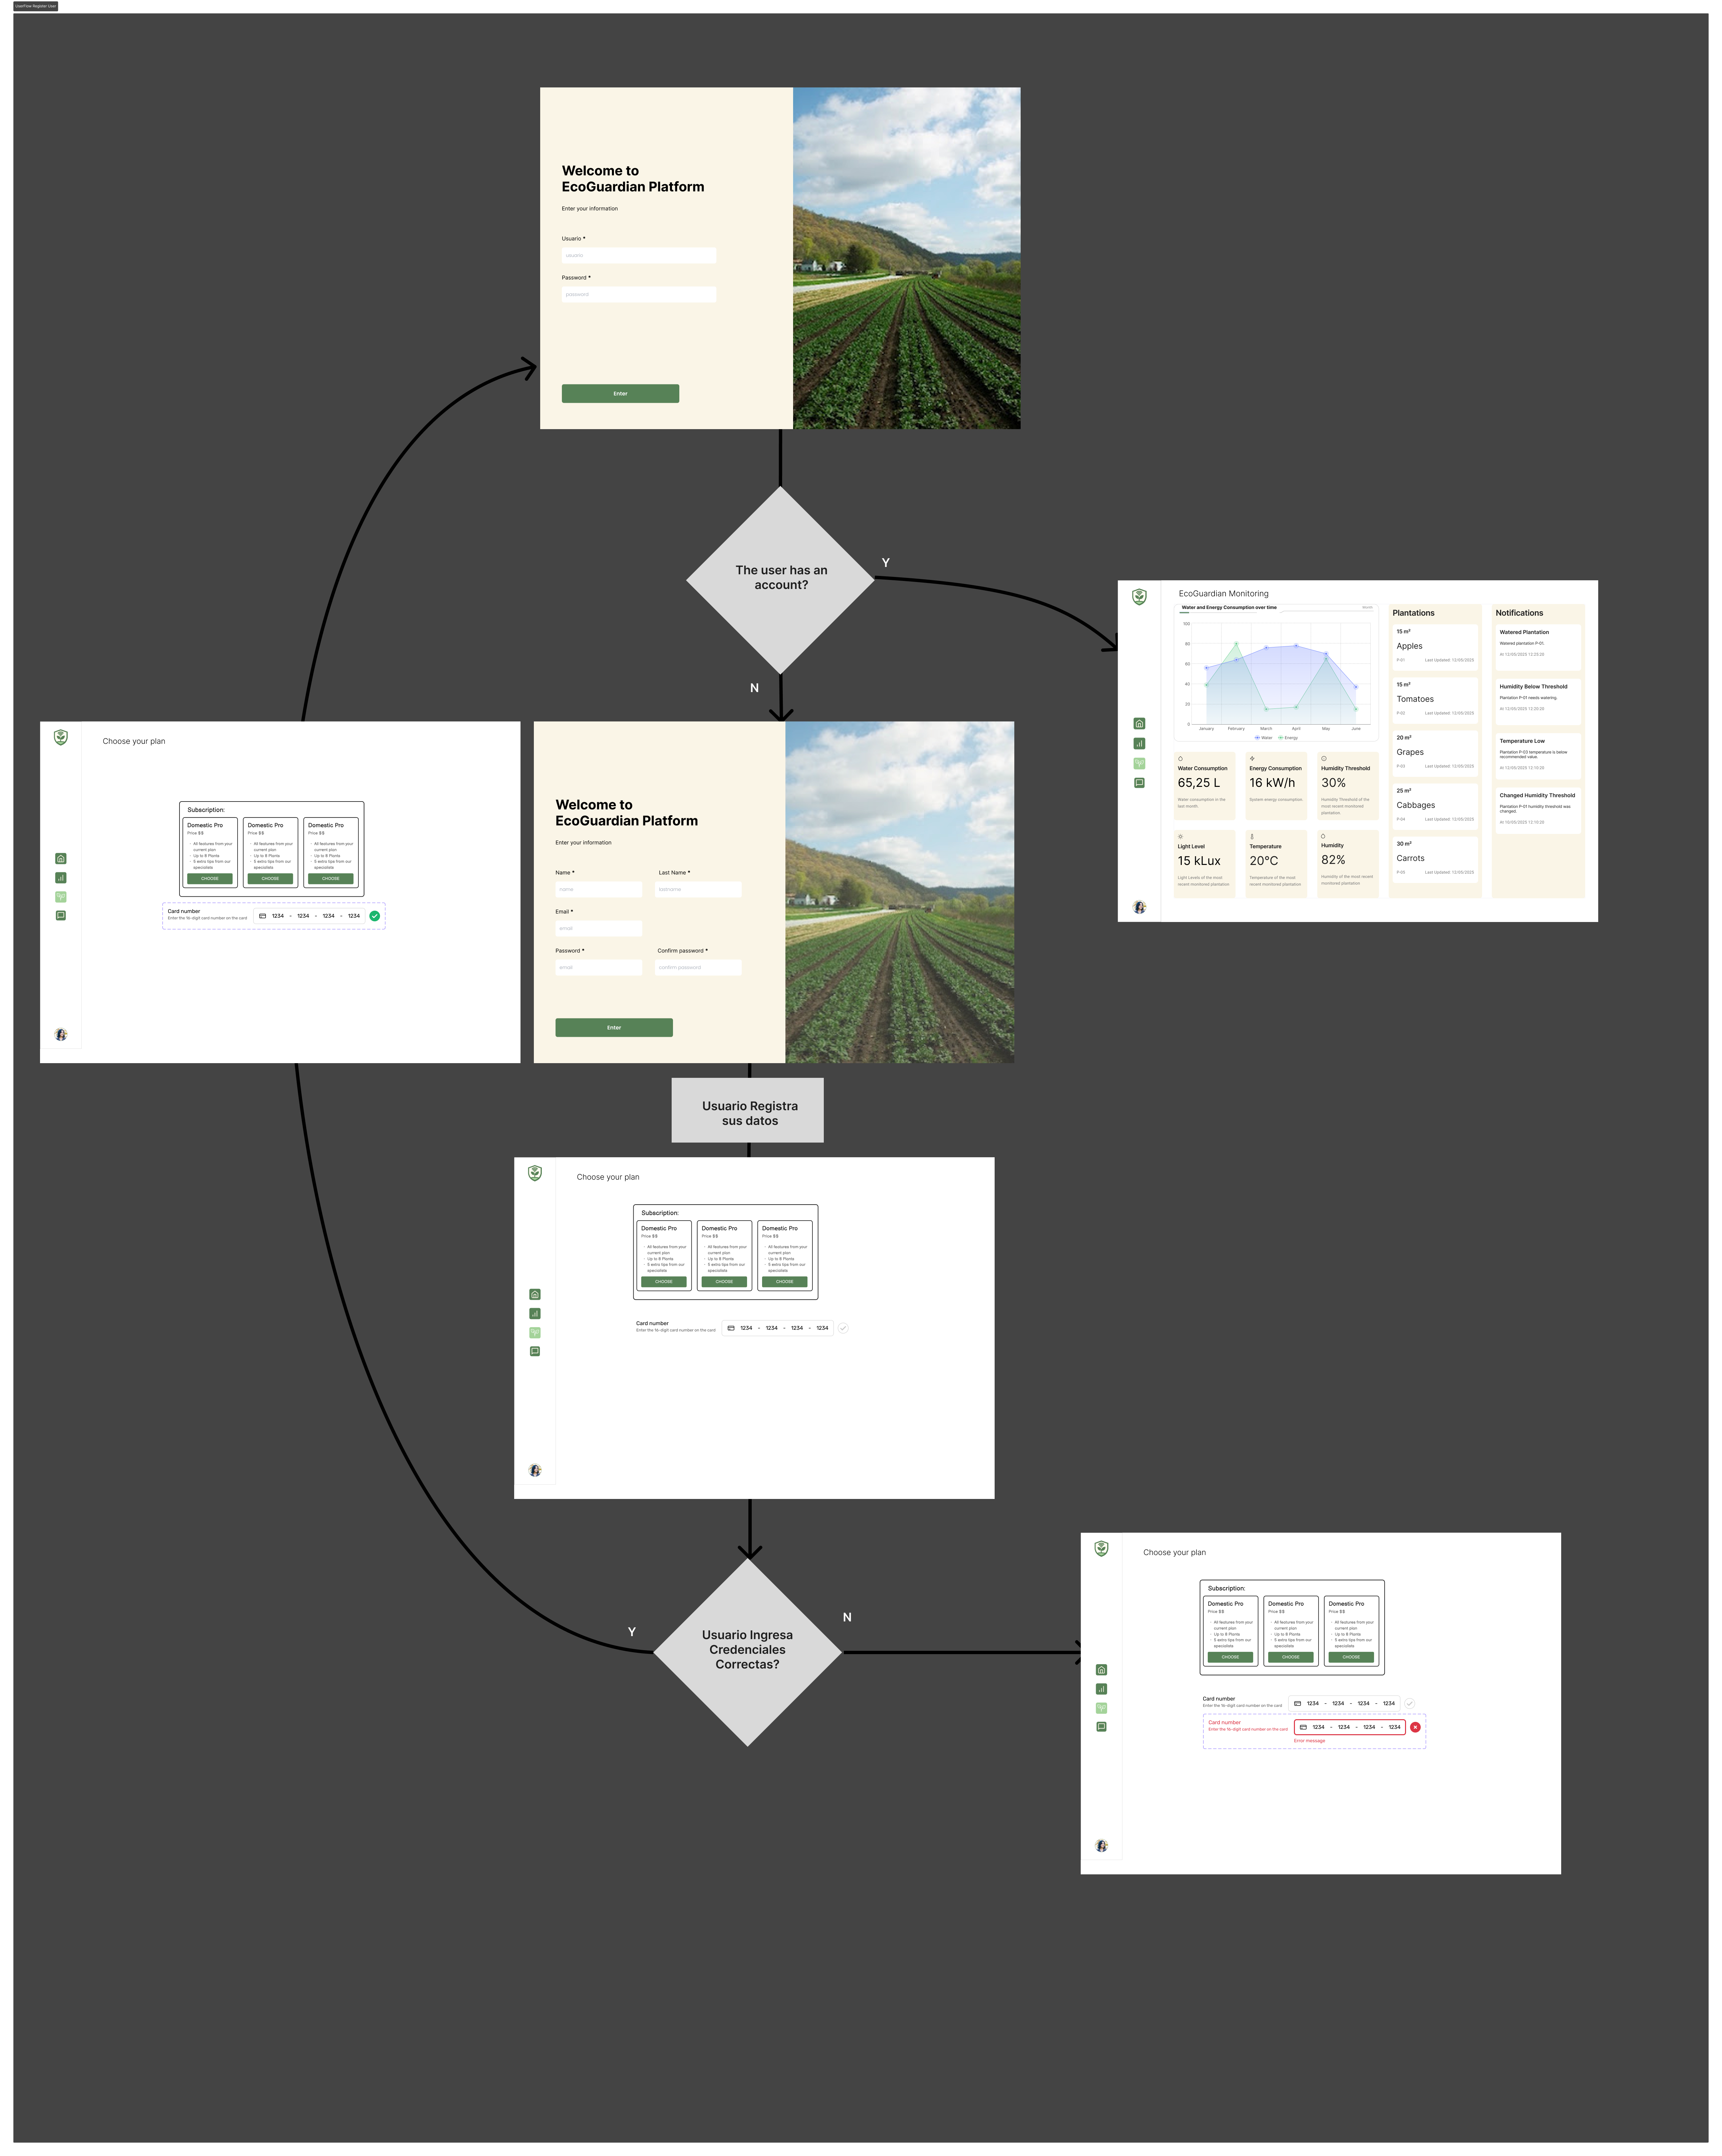 UserFlow Register User
Welcome to
EcoGuardian Platform
Enter your information
Usuario *
usuario
Password *
password
Enter
The user has an
account?
Y
N
EcoGuardian Monitoring
Water and Energy Consumption over time
Month
100
80
60
40
20
0
January February March April May June
Water Energy
Water Consumption
65,25 L
Water consumption in the
last month.
Energy Consumption
16 kW/h
System energy consumption.
Humidity Threshold
30%
Humidity Threshold of the
most recent monitored
plantation.
Light Level
15 kLux
Light Levels of the most
recent monitored plantation
Temperature
20°C
Temperature of the most
recent monitored plantation
Humidity
82%
Humidity of the most recent
monitored plantation
Plantations
15 m²
Apples
P-01 Last Updated: 12/05/2025
15 m²
Tomatoes
P-02 Last Updated: 12/05/2025
20 m²
Grapes
P-03 Last Updated: 12/05/2025
25 m²
Cabbages
P-04 Last Updated: 12/05/2025
30 m²
Carrots
P-05 Last Updated: 12/05/2025
Notifications
Watered Plantation
Watered plantation P-01.
At 12/05/2025 12:25:20
Humidity Below Threshold
Plantation P-01 needs watering.
At 12/05/2025 12:20:20
Temperature Low
Plantation P-03 temperature is below
recommended value.
At 12/05/2025 12:15:20
Changed Humidity Threshold
Plantation P-01 humidity threshold was
changed.
At 10/05/2025 12:10:20
Choose your plan
Subscription:
Domestic Pro
Price $$
All features from your
current plan
Up to 8 Plants
5 extra tips from our
specialists
CHOOSE
Domestic Pro
Price $$
All features from your
current plan
Up to 8 Plants
5 extra tips from our
specialists
CHOOSE
Domestic Pro
Price $$
All features from your
current plan
Up to 8 Plants
5 extra tips from our
specialists
CHOOSE
Card number
Enter the 16-digit card number on the card
1234 - 1234 - 1234 - 1234
Welcome to
EcoGuardian Platform
Enter your information
Name * Last Name *
name lastname
Email *
email
Password * Confirm password *
email confirm password
Enter
Usuario Registra
sus datos
Choose your plan
Subscription:
Domestic Pro
Price $$
All features from your
current plan
Up to 8 Plants
5 extra tips from our
specialists
CHOOSE
Domestic Pro
Price $$
All features from your
current plan
Up to 8 Plants
5 extra tips from our
specialists
CHOOSE
Domestic Pro
Price $$
All features from your
current plan
Up to 8 Plants
5 extra tips from our
specialists
CHOOSE
Card number
Enter the 16-digit card number on the card
1234 - 1234 - 1234 - 1234
Usuario Ingresa
Credenciales
Correctas?
Y
N
Choose your plan
Subscription:
Domestic Pro
Price $$
All features from your
current plan
Up to 8 Plants
5 extra tips from our
specialists
CHOOSE
Domestic Pro
Price $$
All features from your
current plan
Up to 8 Plants
5 extra tips from our
specialists
CHOOSE
Domestic Pro
Price $$
All features from your
current plan
Up to 8 Plants
5 extra tips from our
specialists
CHOOSE
Card number
Enter the 16-digit card number on the card
1234 - 1234 - 1234 - 1234
Card number
Enter the 16-digit card number on the card
1234 - 1234 - 1234 - 1234
Error message